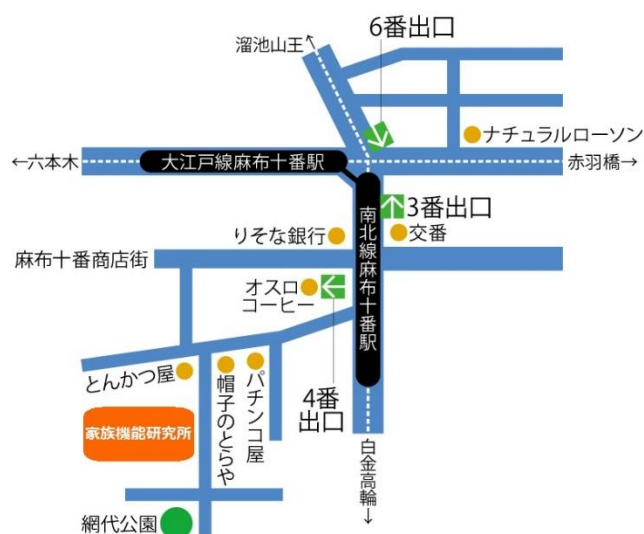 6番出口
溜池山王
←
ナチュラルローソン
←六本木
大江戸線麻布十番駅
赤羽橋→
3番出口
りそな銀行
交番
南北線麻布十番駅
麻布十番商店街
オスロ
コーヒー
とんかつ屋
帽子のとらや
パチンコ屋
4番
出口
家族機能研究所
白金高輪
→
網代公園